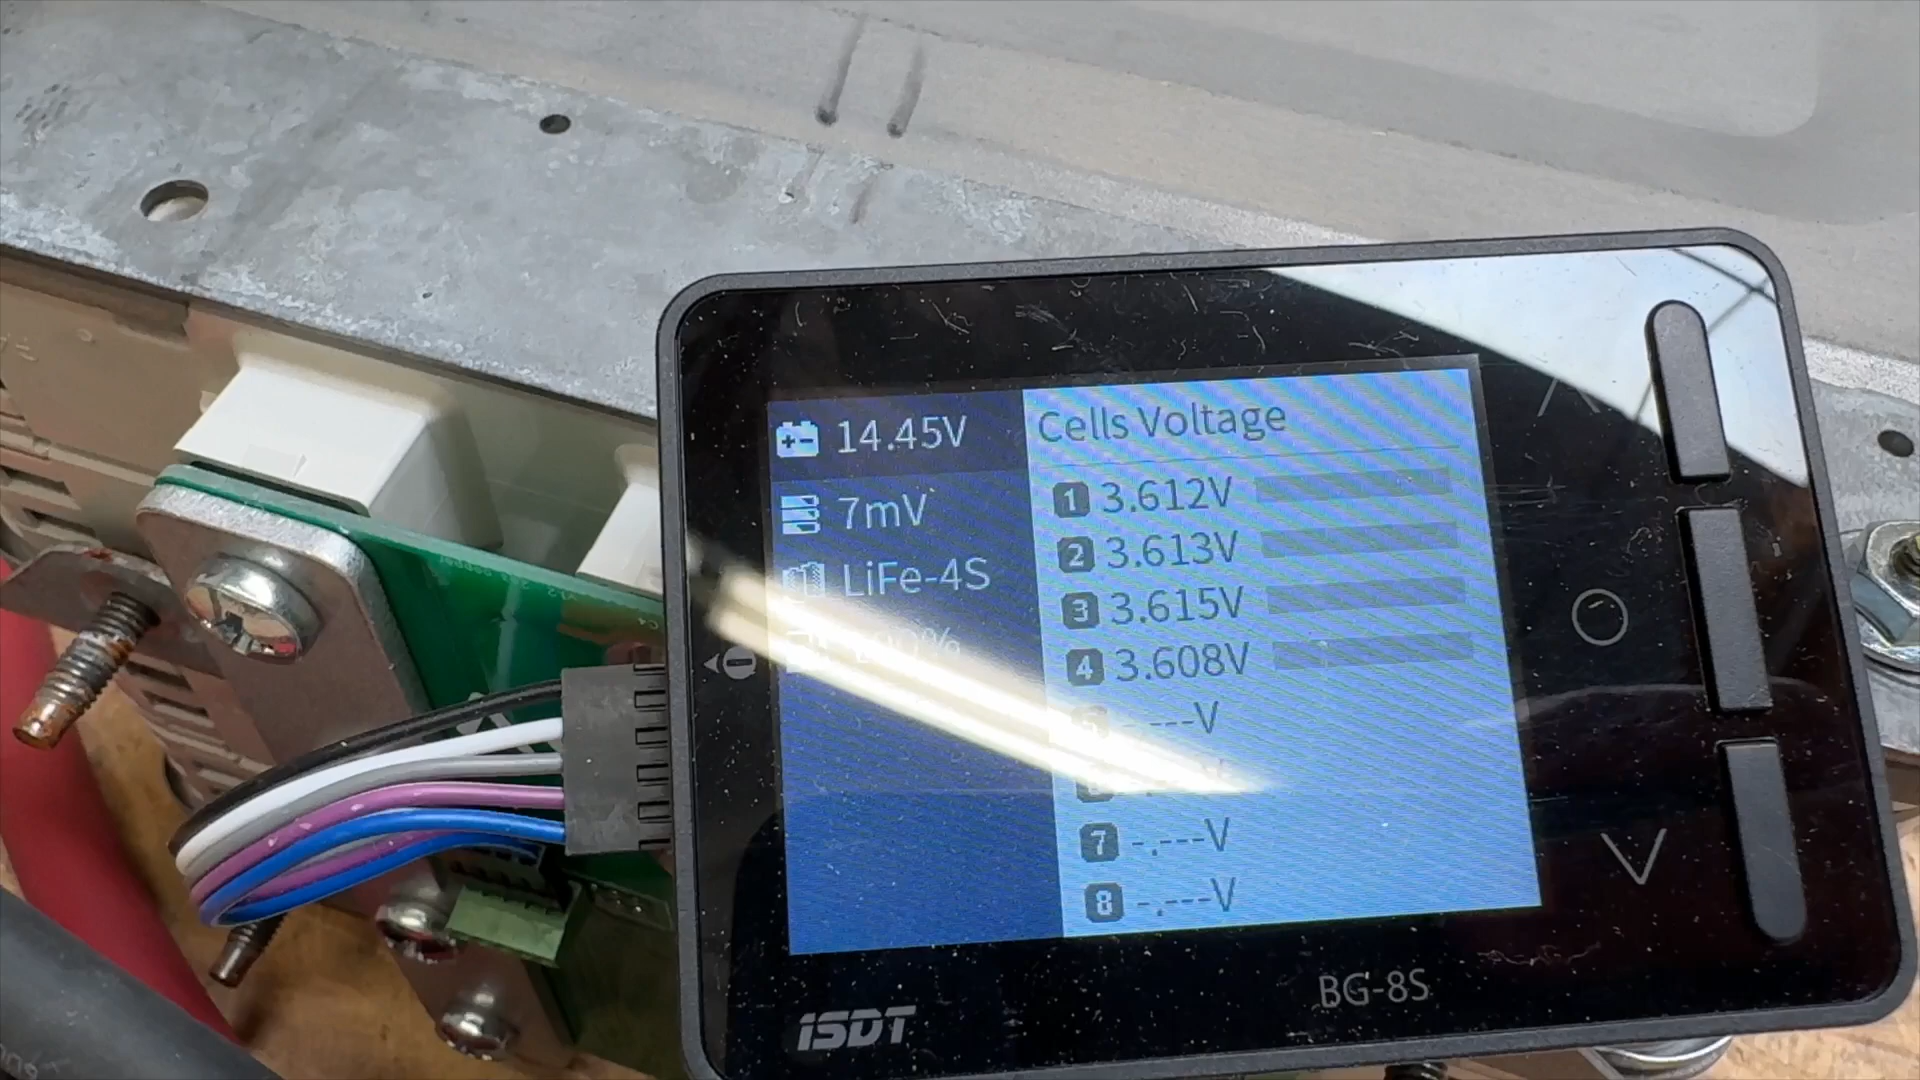 14.45V
7mV
LiFe-4S
100%
Cells Voltage
1 3.612V
2 3.613V
3 3.615V
4 3.608V
-.---V
7 -.---V
8 -.---V
BG-8S
ISDT